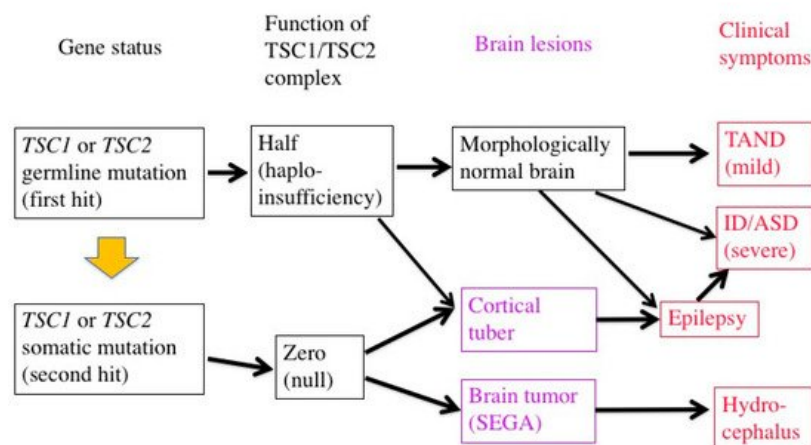 Gene status
Function of
TSC1/TSC2
complex
Brain lesions
Clinical
symptoms
TSC1 or TSC2
germline mutation
(first hit)
Half
(haplo-
insufficiency)
Morphologically
normal brain
TAND
(mild)
ID/ASD
(severe)
TSC1 or TSC2
somatic mutation
(second hit)
Zero
(null)
Cortical
tuber
Epilepsy
Brain tumor
(SEGA)
Hydro-
cephalus